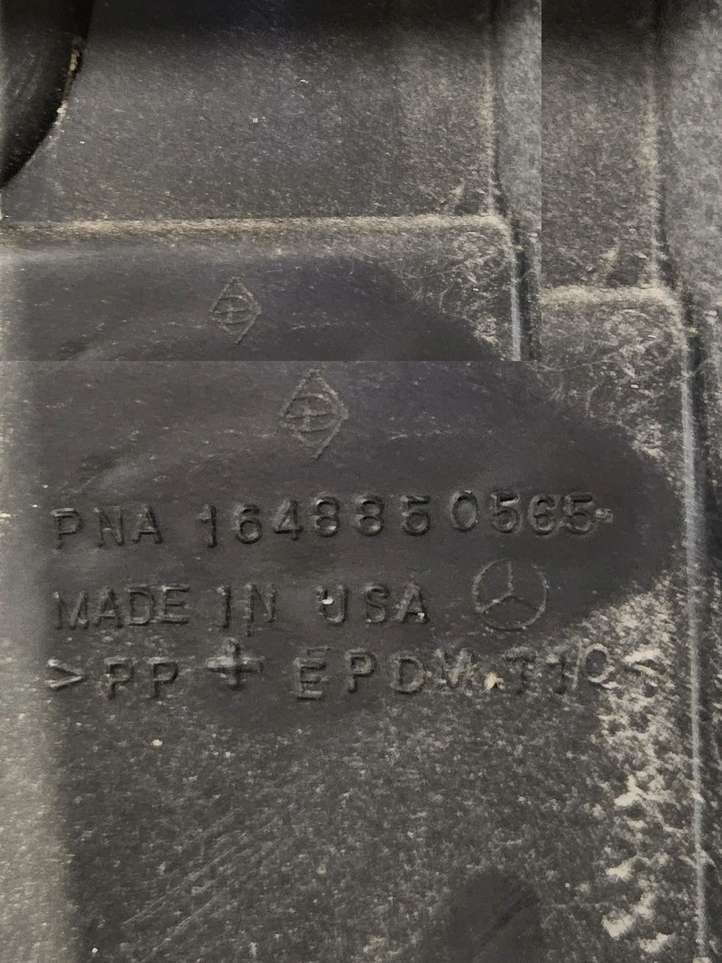 PNA 1648850565
MADE IN USA
>PP + EPDM T10<